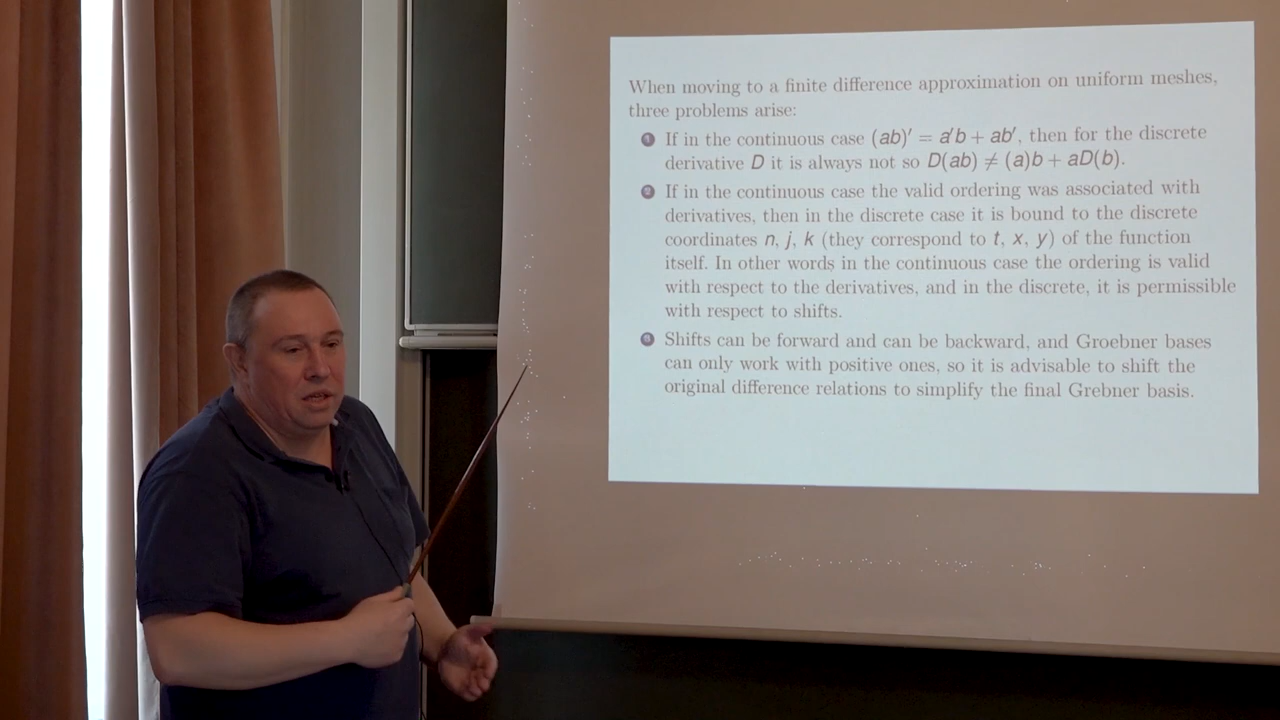 When moving to a finite difference approximation on uniform meshes,
three problems arise:
1 If in the continuous case (ab)′ = a′b + ab′, then for the discrete
derivative D it is always not so D(ab) ≠ (a)b + aD(b).
2 If in the continuous case the valid ordering was associated with
derivatives, then in the discrete case it is bound to the discrete
coordinates n, j, k (they correspond to t, x, y) of the function
itself. In other words in the continuous case the ordering is valid
with respect to the derivatives, and in the discrete, it is permissible
with respect to shifts.
3 Shifts can be forward and can be backward, and Groebner bases
can only work with positive ones, so it is advisable to shift the
original difference relations to simplify the final Grebner basis.